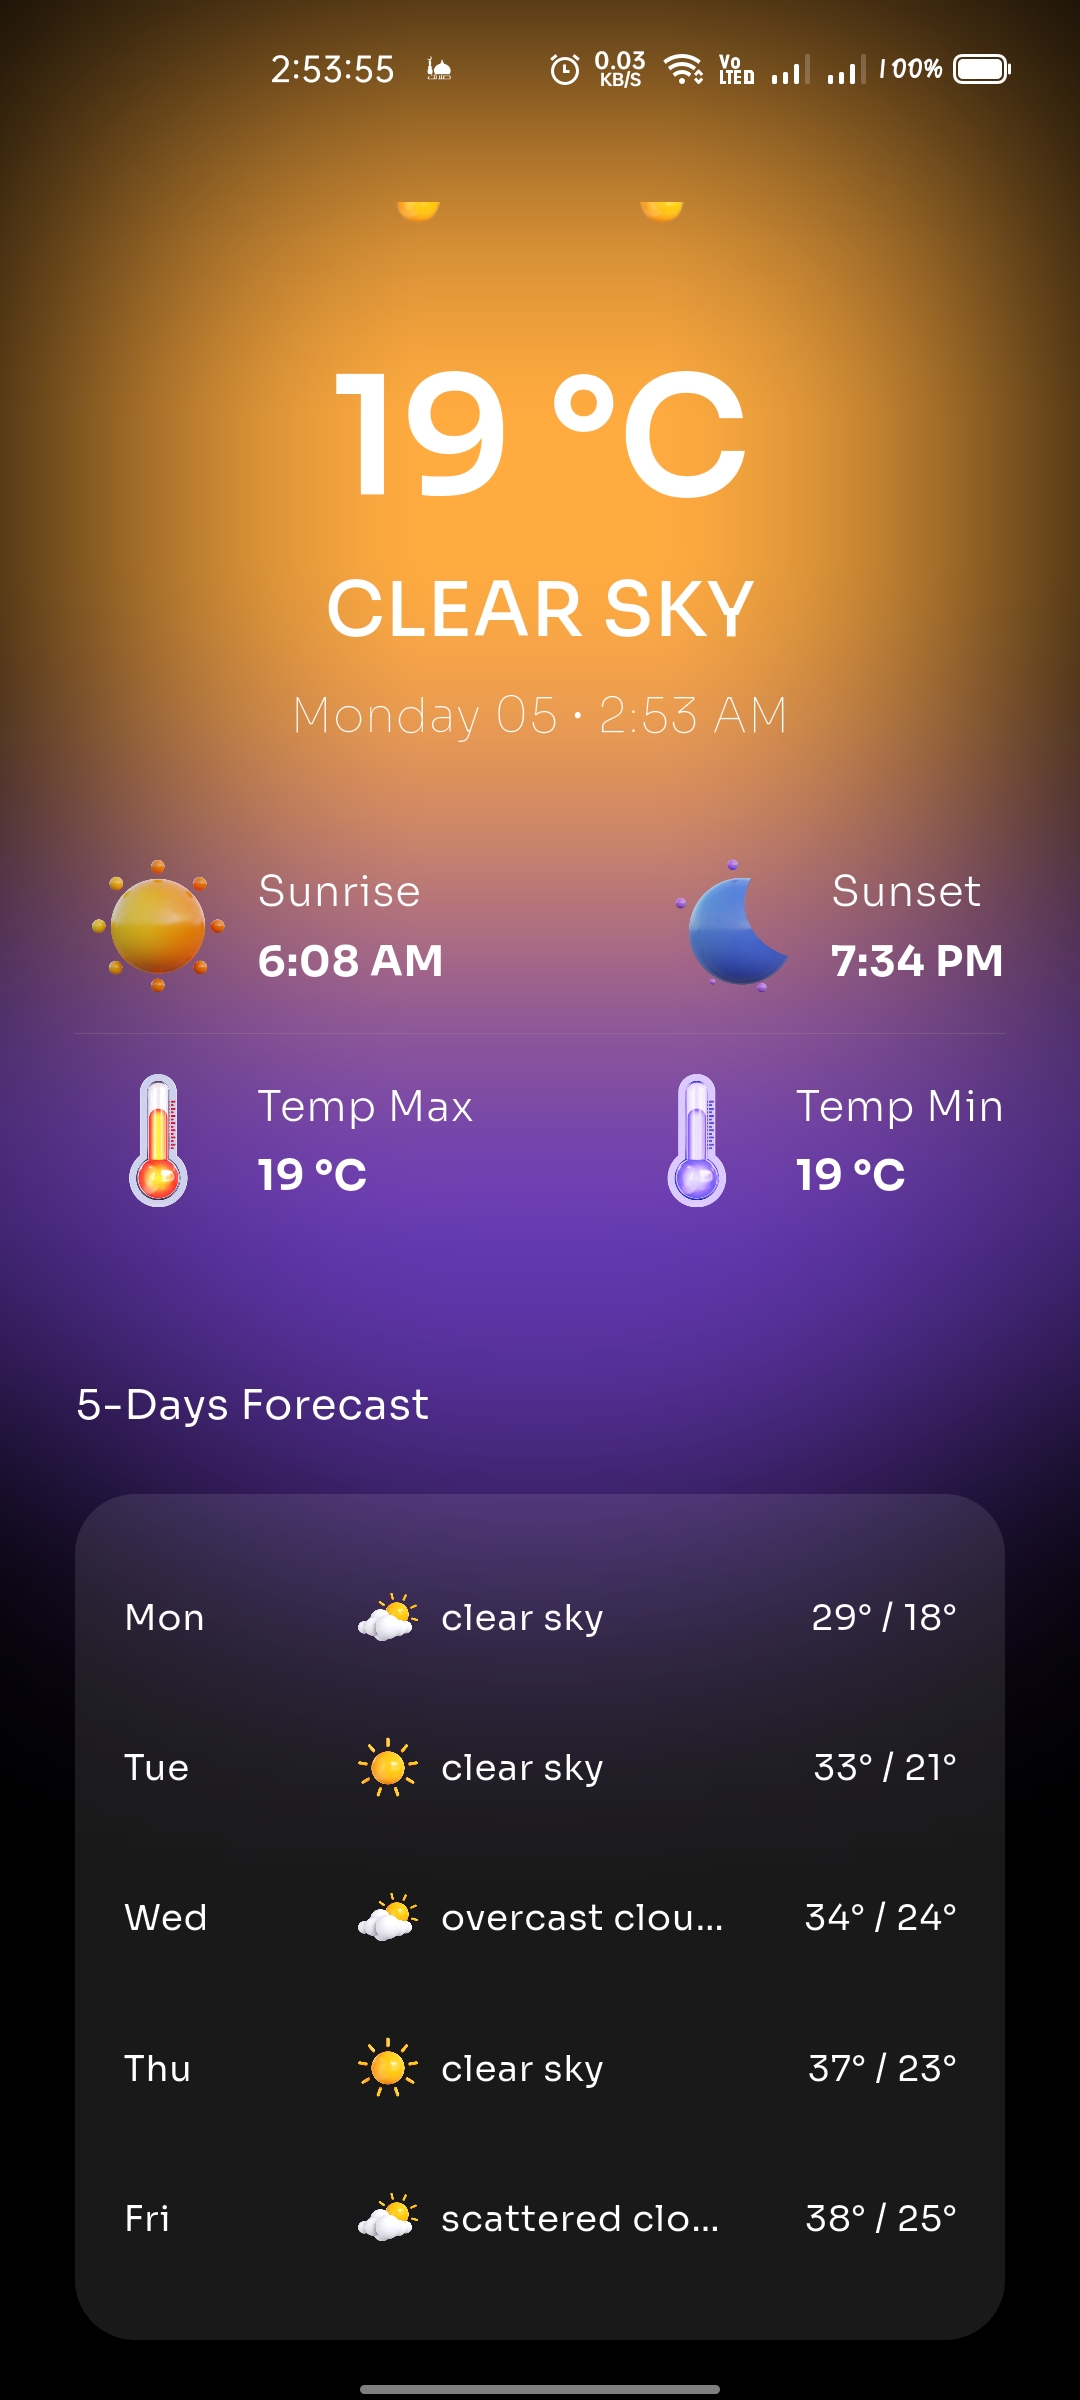 2:53:55 0.03 KB/S Vo LTE 100%
19 °C
CLEAR SKY
Monday 05 • 2:53 AM
Sunrise Sunset
6:08 AM 7:34 PM
Temp Max Temp Min
19 °C 19 °C
5-Days Forecast
Mon clear sky 29° / 18°
Tue clear sky 33° / 21°
Wed overcast clou... 34° / 24°
Thu clear sky 37° / 23°
Fri scattered clo... 38° / 25°